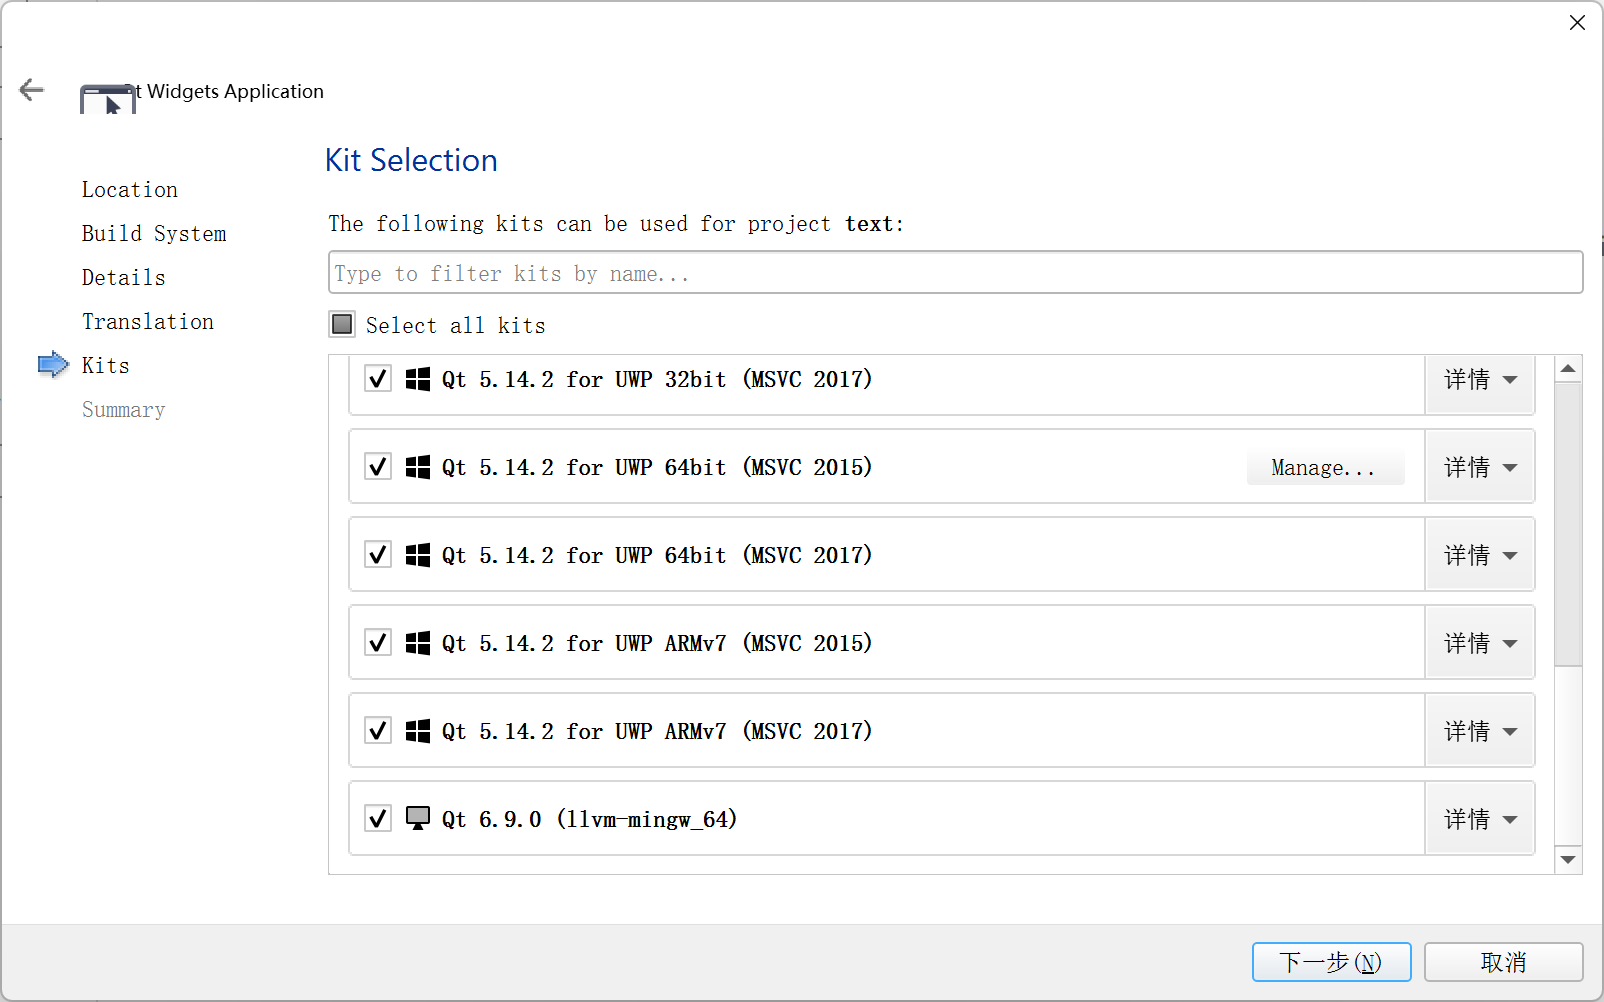 t Widgets Application
Location
Build System
Details
Translation
Kits
Summary
Kit Selection
The following kits can be used for project text:
Type to filter kits by name...
Select all kits
Qt 5.14.2 for UWP 32bit (MSVC 2017) 详情
Qt 5.14.2 for UWP 64bit (MSVC 2015) Manage... 详情
Qt 5.14.2 for UWP 64bit (MSVC 2017) 详情
Qt 5.14.2 for UWP ARMv7 (MSVC 2015) 详情
Qt 5.14.2 for UWP ARMv7 (MSVC 2017) 详情
Qt 6.9.0 (llvm-mingw_64) 详情
下一步(N) 取消